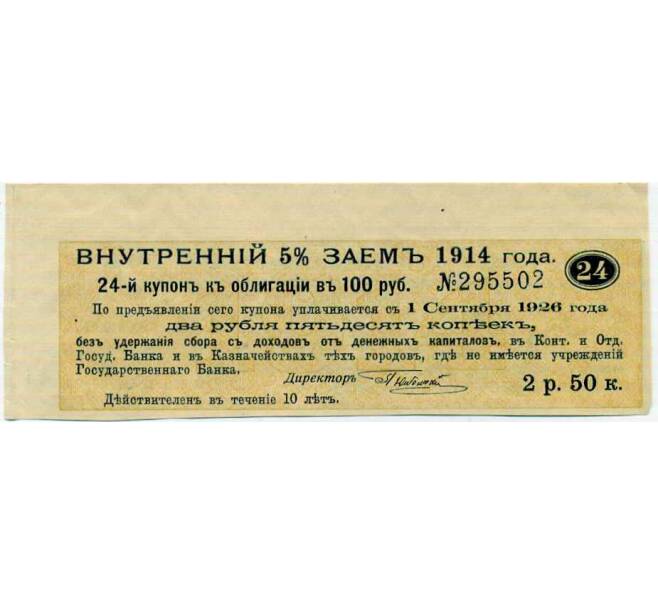 ВНУТРЕННІЙ 5% ЗАЕМЪ 1914 года.
24-й купонъ къ облигаціи въ 100 руб. №295502 24
По предъявленіи сего купона уплачивается съ 1 Сентября 1926 года
два рубля пятьдесятъ копѣекъ,
безъ удержанія сбора съ доходовъ отъ денежныхъ капиталовъ, въ Конт. и Отд.
Госуд. Банка и въ Казначействахъ тѣхъ городовъ, гдѣ не имѣется учрежденій
Государственнаго Банка.
Директоръ 2 р. 50 к.
Дѣйствителенъ въ теченіе 10 лѣтъ.